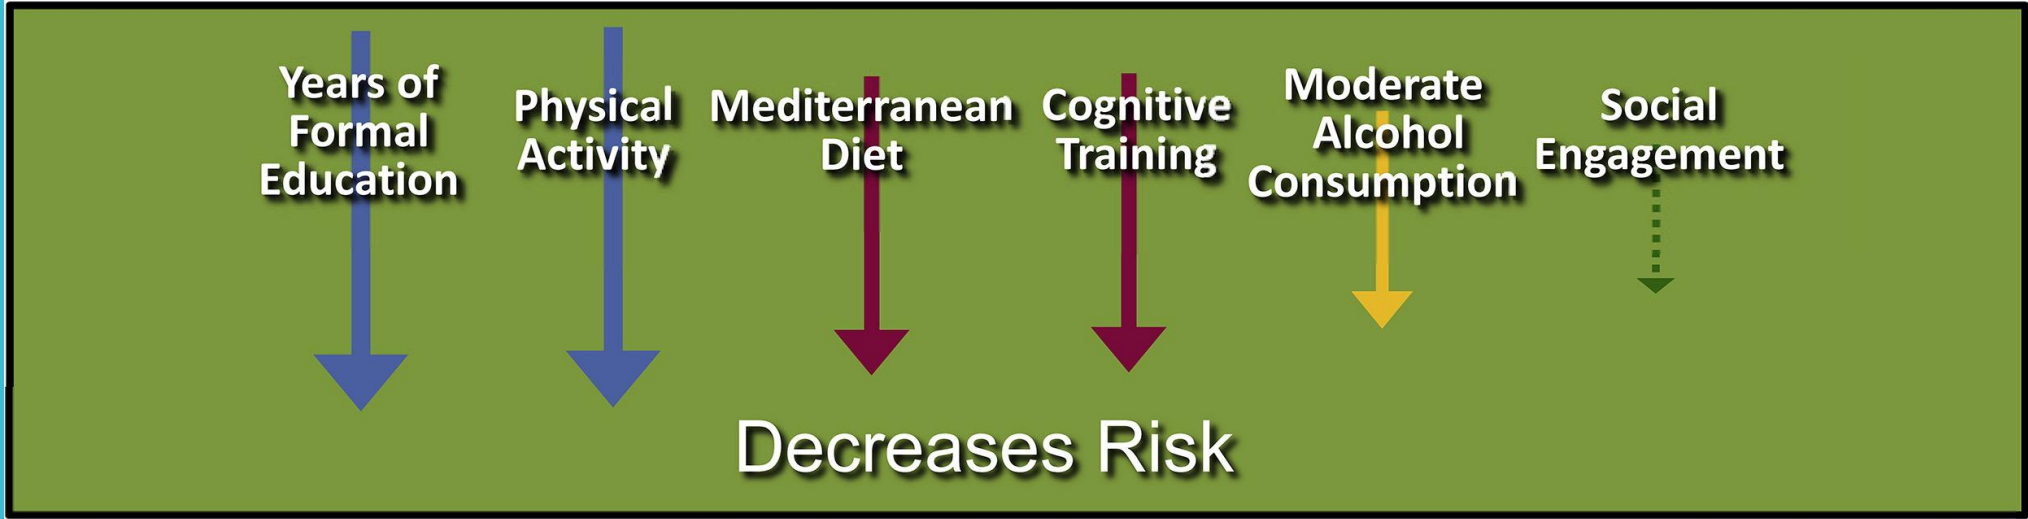 Years of
Formal
Education
Physical
Activity
Mediterranean
Diet
Cognitive
Training
Moderate
Alcohol
Consumption
Social
Engagement
Decreases Risk